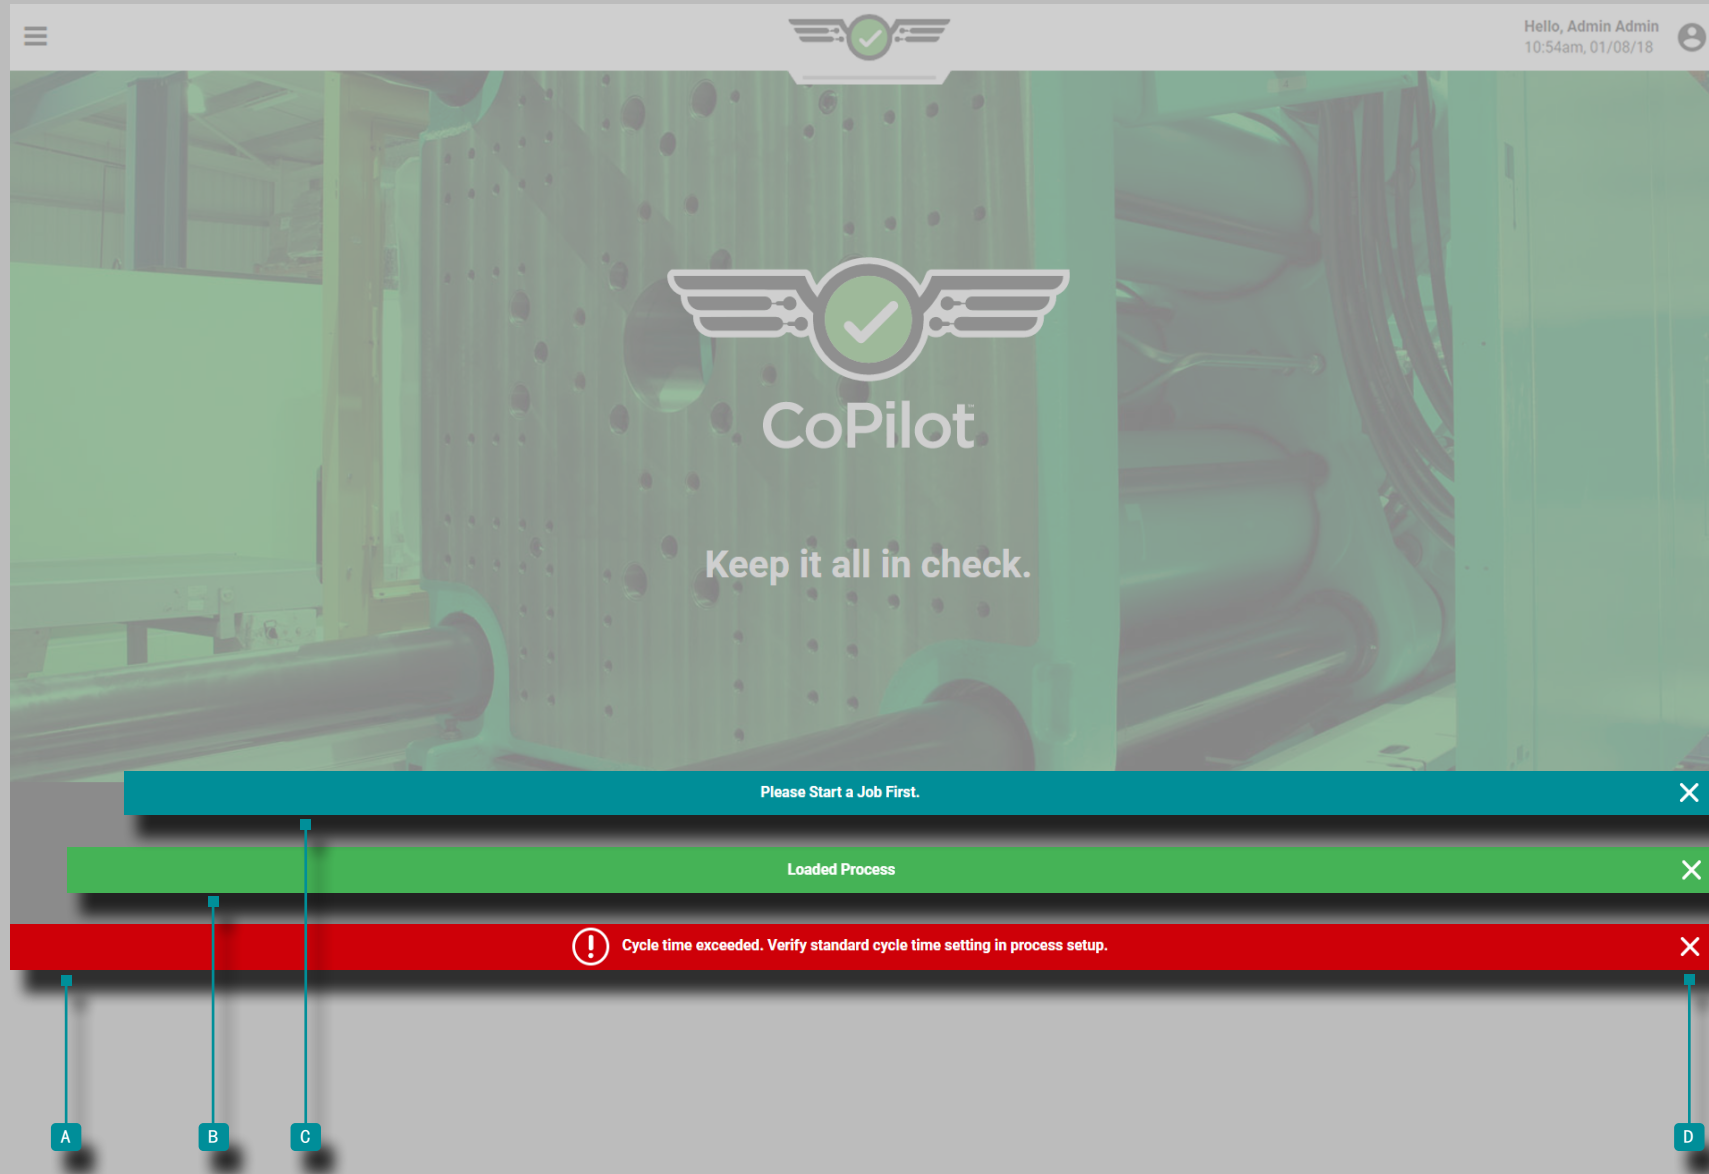 Hello, Admin Admin
10:54am, 01/08/18
CoPilot™
Keep it all in check.
Please Start a Job First.
Loaded Process
Cycle time exceeded. Verify standard cycle time setting in process setup.
A
B
C
D